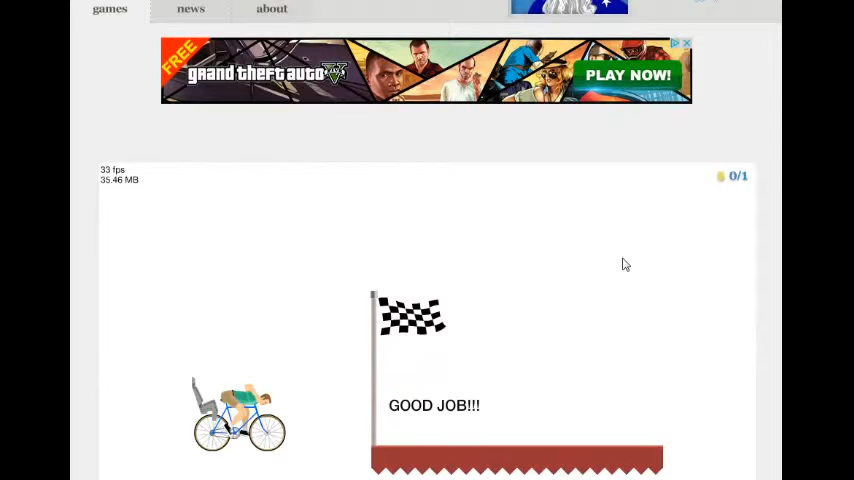 games
news
about
FREE
grand theft auto V
PLAY NOW!
33 fps
35.46 MB
0/1
GOOD JOB!!!